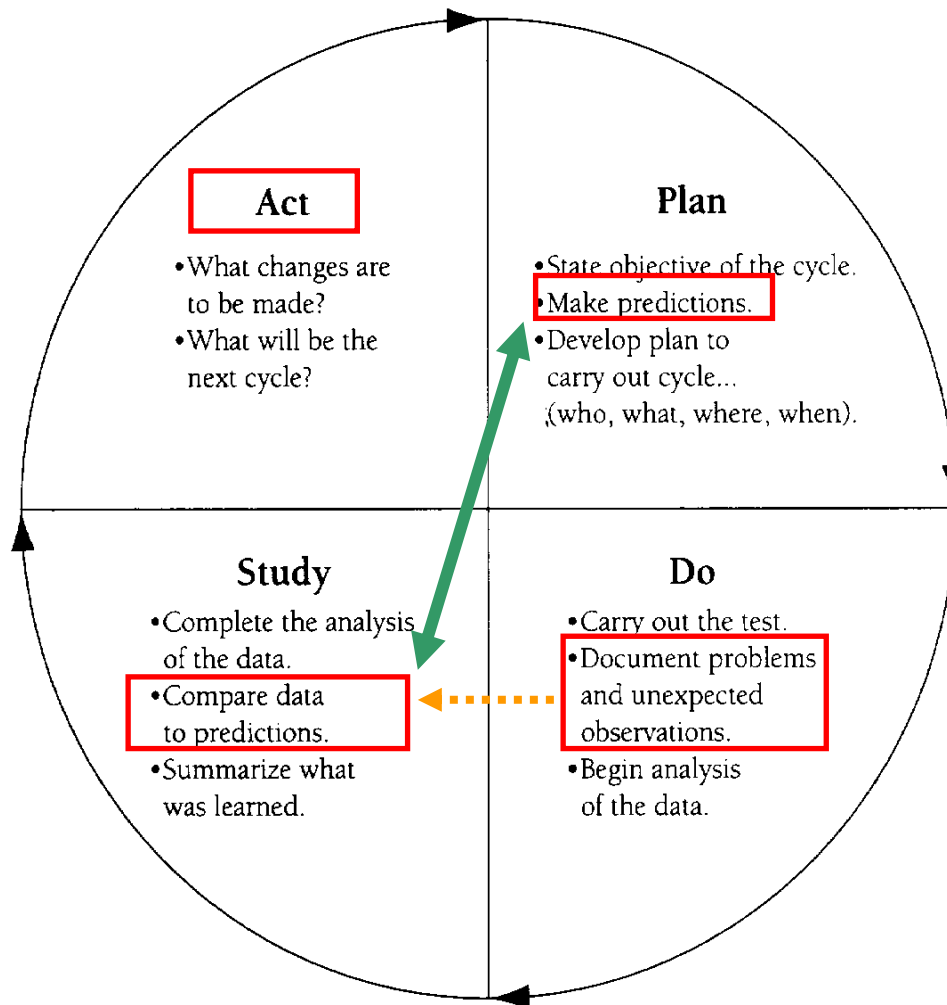 Act
•What changes are
to be made?
•What will be the
next cycle?
Plan
•State objective of the cycle.
•Make predictions.
•Develop plan to
carry out cycle...
(who, what, where, when).
Study
•Complete the analysis
of the data.
•Compare data
to predictions.
•Summarize what
was learned.
Do
•Carry out the test.
•Document problems
and unexpected
observations.
•Begin analysis
of the data.